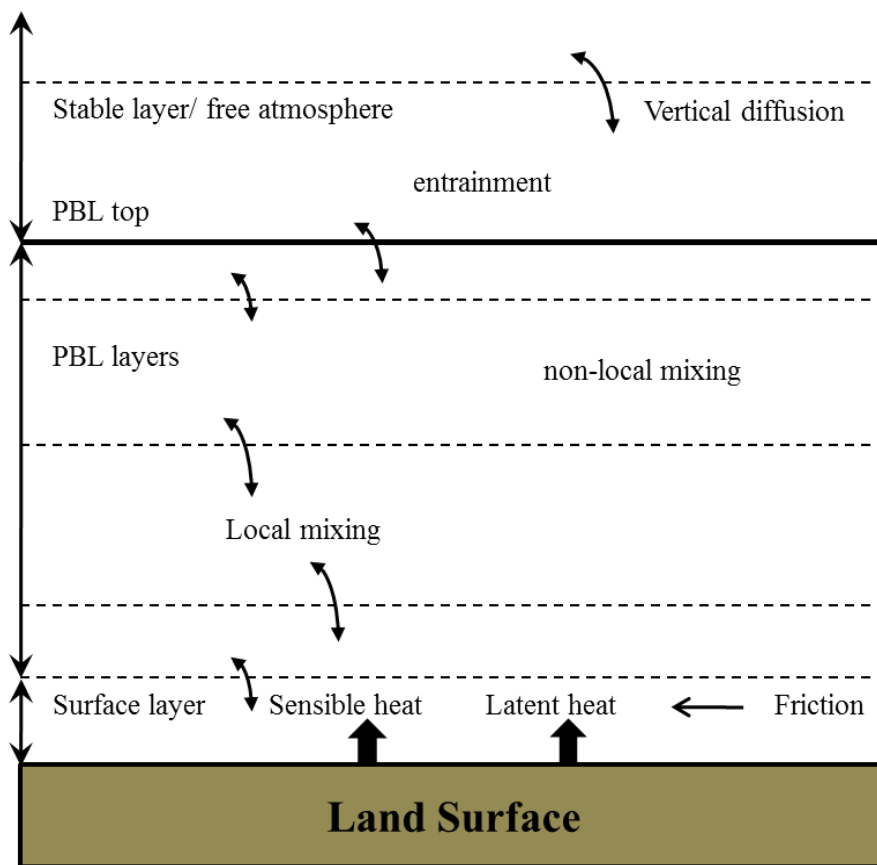 Stable layer/ free atmosphere
Vertical diffusion
entrainment
PBL top
PBL layers
non-local mixing
Local mixing
Surface layer
Sensible heat
Latent heat
Friction
Land Surface